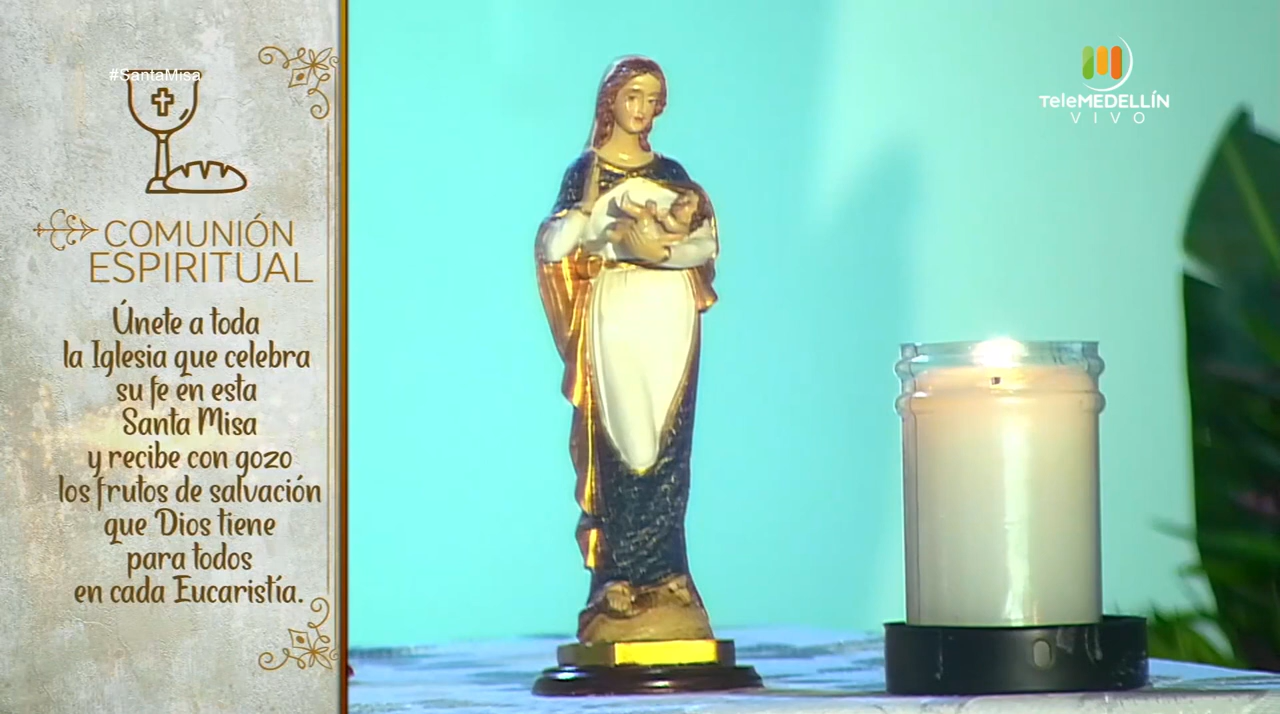 #SantaMisa
COMUNIÓN
ESPIRITUAL
Únete a toda
la Iglesia que celebra
su fe en esta
Santa Misa
y recibe con gozo
los frutos de salvación
que Dios tiene
para todos
en cada Eucaristía.
TeleMEDELLÍN
VIVO